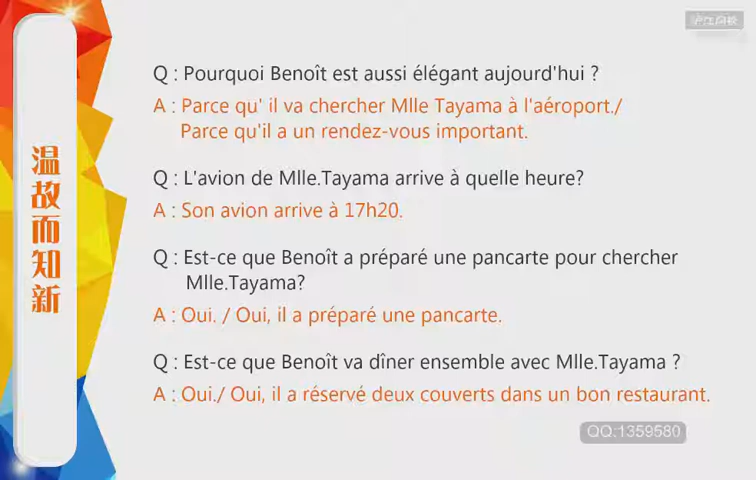 Q : Pourquoi Benoît est aussi élégant aujourd'hui ?
A : Parce qu' il va chercher Mlle Tayama à l'aéroport./
Parce qu'il a un rendez-vous important.
Q : L'avion de Mlle.Tayama arrive à quelle heure?
A : Son avion arrive à 17h20.
Q : Est-ce que Benoît a préparé une pancarte pour chercher
Mlle.Tayama?
A : Oui. / Oui, il a préparé une pancarte.
Q : Est-ce que Benoît va dîner ensemble avec Mlle.Tayama ?
A : Oui./ Oui, il a réservé deux couverts dans un bon restaurant.
温故而知新
QQ:1359580